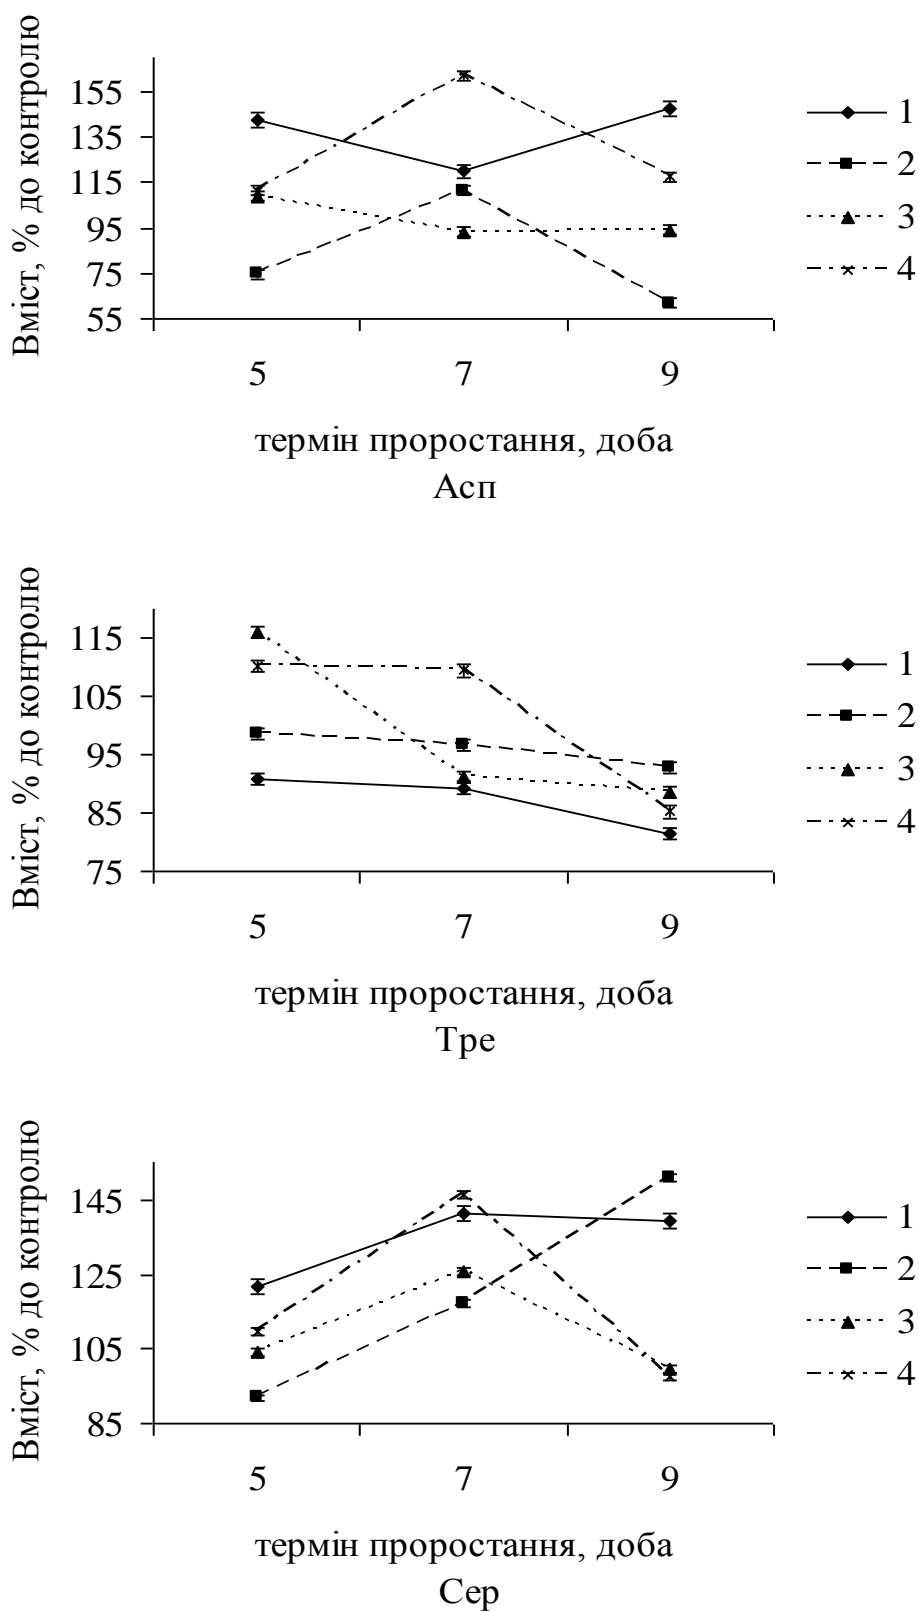 Вміст, % до контролю
155
135
115
95
75
55
5 7 9
термін проростання, доба
Асп
1
2
3
4
Вміст, % до контролю
115
105
95
85
75
5 7 9
термін проростання, доба
Тре
1
2
3
4
Вміст, % до контролю
145
125
105
85
5 7 9
термін проростання, доба
Сер
1
2
3
4